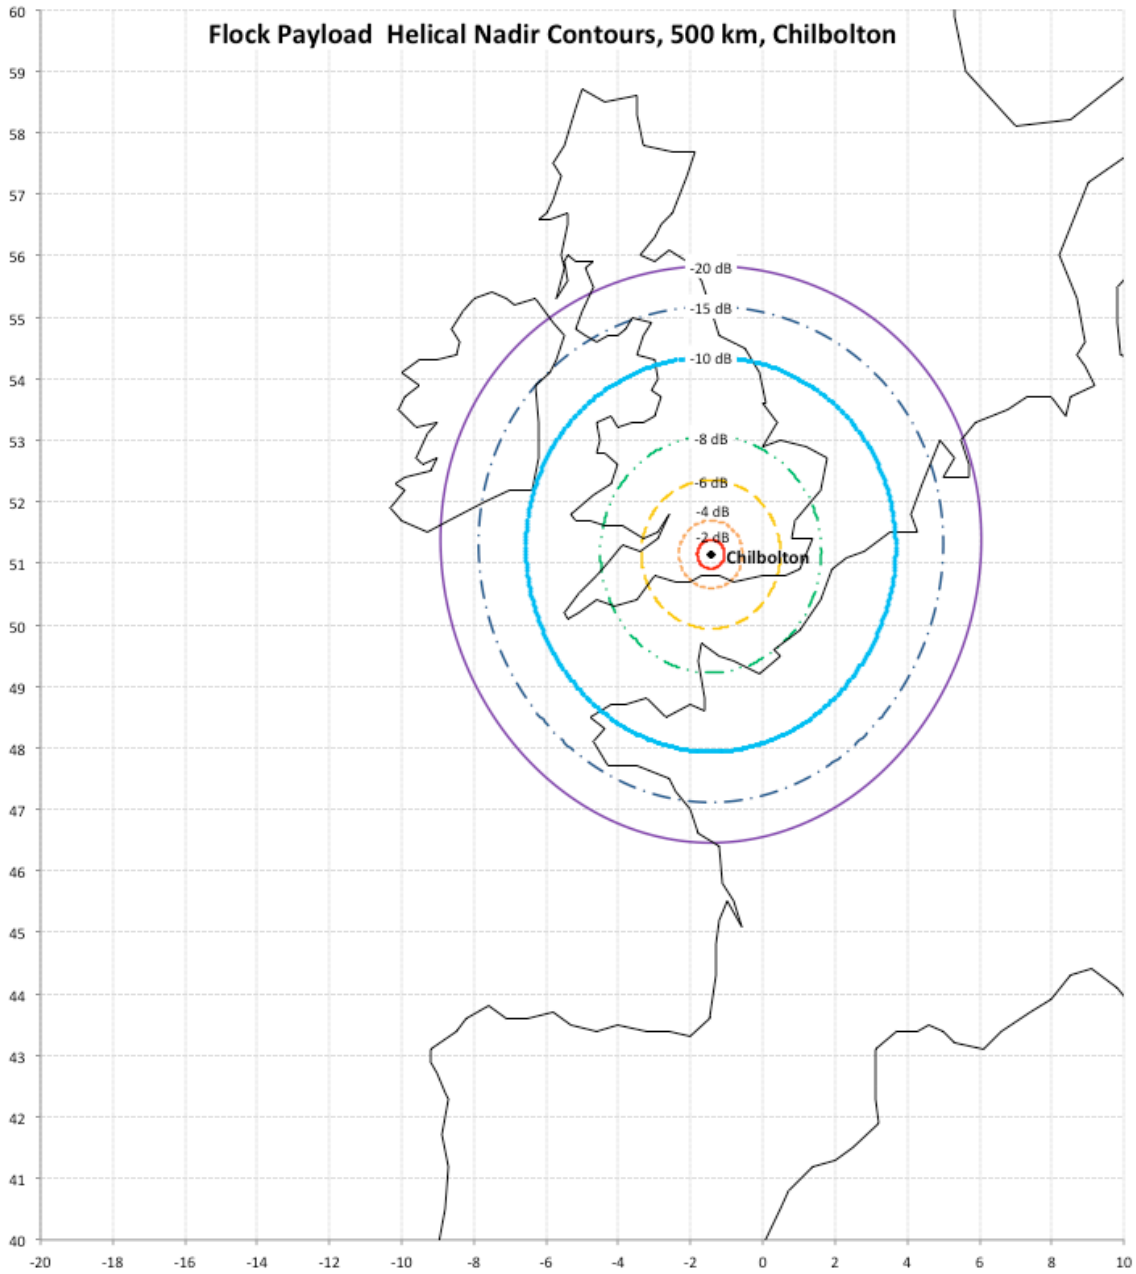 Flock Payload Helical Nadir Contours, 500 km, Chilbolton
60
59
58
57
56
55
54
53
52
51
50
49
48
47
46
45
44
43
42
41
40
-20 dB
-15 dB
-10 dB
-8 dB
-6 dB
-4 dB
-2 dB
Chilbolton
-20 -18 -16 -14 -12 -10 -8 -6 -4 -2 0 2 4 6 8 10